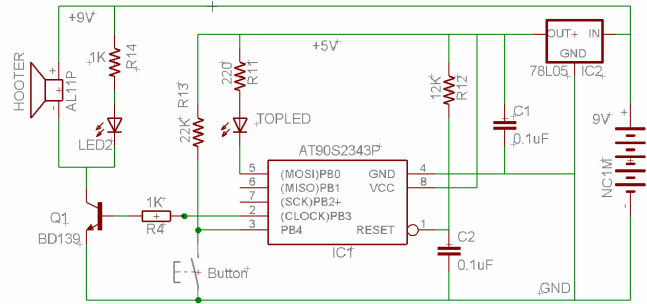 +9V
+5V
OUT+ IN
GND
78L05 IC2
HOOTER
AL11P
+
-
1K
R14
LED2
R13
22K
220
R11
TOPLED
12K
R12
C1
0.1uF
9V
+
-
NC1M
AT90S2343P
5 (MOSI)PB0 GND 4
6 (MISO)PB1 VCC 8
7 (SCK)PB2+
2 (CLOCK)PB3
3 PB4 RESET 1
IC1
Q1
BD139
1K
R4
Button
C2
0.1uF
GND